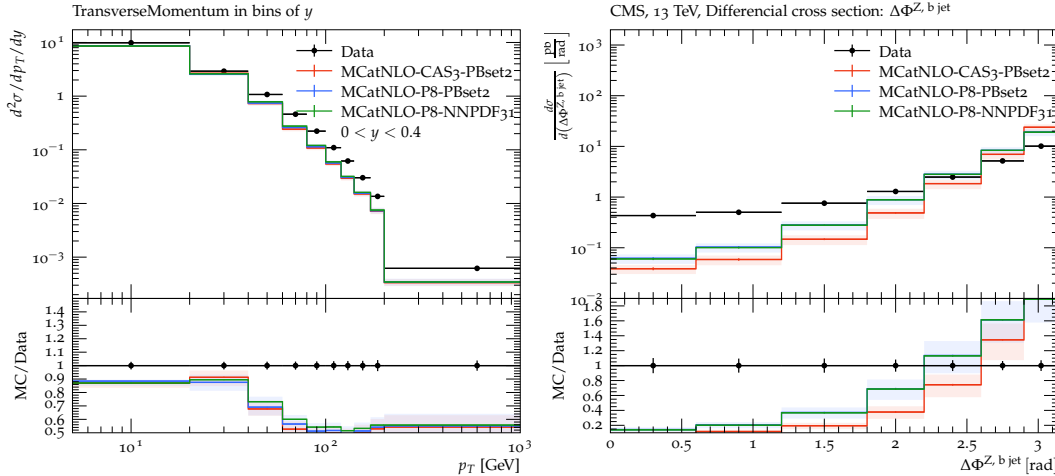 TransverseMomentum in bins of y
d²σ/dp_T/dy
10¹
1
10⁻¹
10⁻²
10⁻³
Data
MCatNLO-CAS3-PBset2
MCatNLO-P8-PBset2
MCatNLO-P8-NNPDF31
0 < y < 0.4
MC/Data
1.4
1.3
1.2
1.1
1
0.9
0.8
0.7
0.6
0.5
10¹
10²
10³
p_T [GeV]
CMS, 13 TeV, Differencial cross section: ΔΦ^{Z, b jet}
dσ/d(ΔΦ^{Z, b jet}) [pb/rad]
10³
10²
10¹
1
10⁻¹
10⁻²
Data
MCatNLO-CAS3-PBset2
MCatNLO-P8-PBset2
MCatNLO-P8-NNPDF31
MC/Data
1.8
1.6
1.4
1.2
1
0.8
0.6
0.4
0.2
0
0.5
1
1.5
2
2.5
3
ΔΦ^{Z, b jet} [rad]